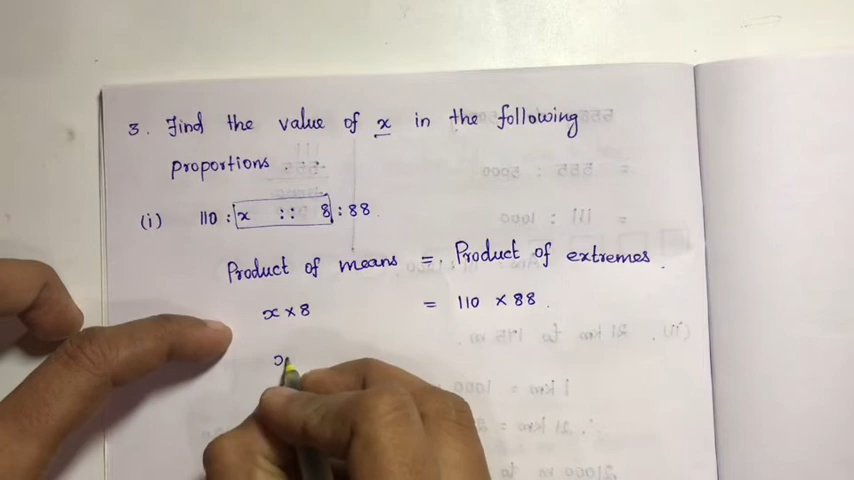 3. Find the value of x in the following
proportions.
(i) 110 : x :: 8 : 88
Product of means = Product of extremes.
x × 8 = 110 × 88.
x